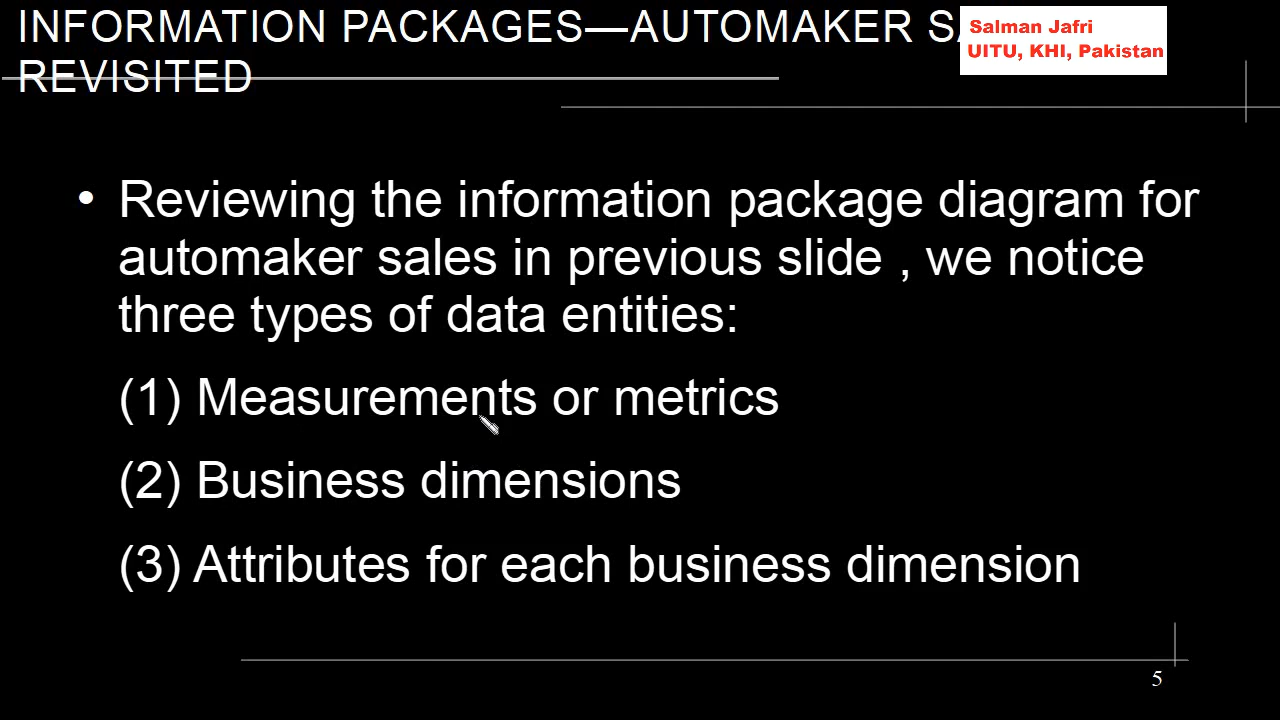 INFORMATION PACKAGES—AUTOMAKER
REVISITED
Salman Jafri
UITU, KHI, Pakistan
• Reviewing the information package diagram for
automaker sales in previous slide , we notice
three types of data entities:
(1) Measurements or metrics
(2) Business dimensions
(3) Attributes for each business dimension
5